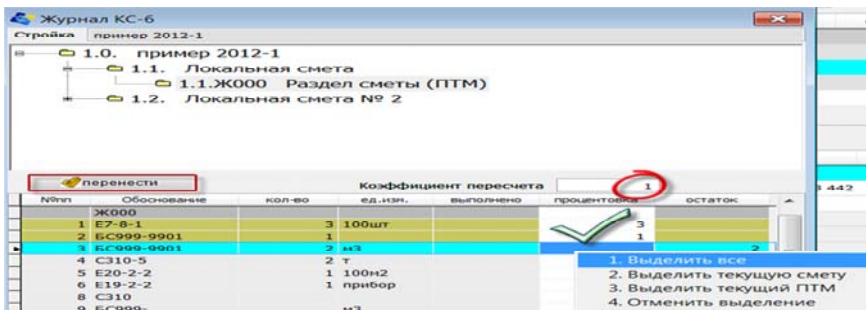 Журнал КС-6
Стройка пример 2012-1
1.0. пример 2012-1
1.1. Локальная смета
1.1.Ж000 Раздел сметы (ПТМ)
1.2. Локальная смета № 2
перенести Коэффициент пересчета 1
442
№пп Обоснование кол-во ед.изм. выполнено процентовка остаток
Ж000
1 Е7-8-1 3 100шт 3
2 БС999-9901 1 1
3 БС999-9901 2 м3 2
4 С310-5 2 т
5 Е20-2-2 1 100м2
6 Е19-2-2 1 прибор
8 С310
9 БС999- м3
1. Выделить все
2. Выделить текущую смету
3. Выделить текущий ПТМ
4. Отменить выделение